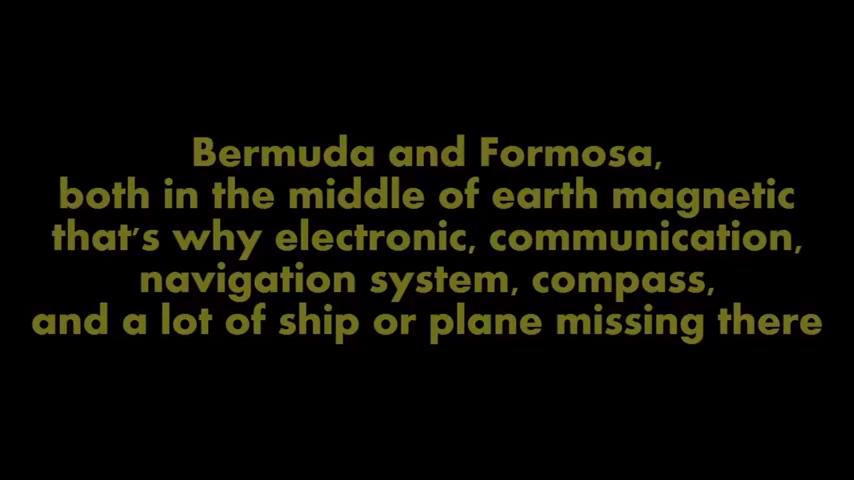 Bermuda and Formosa,
both in the middle of earth magnetic
that's why electronic, communication,
navigation system, compass,
and a lot of ship or plane missing there